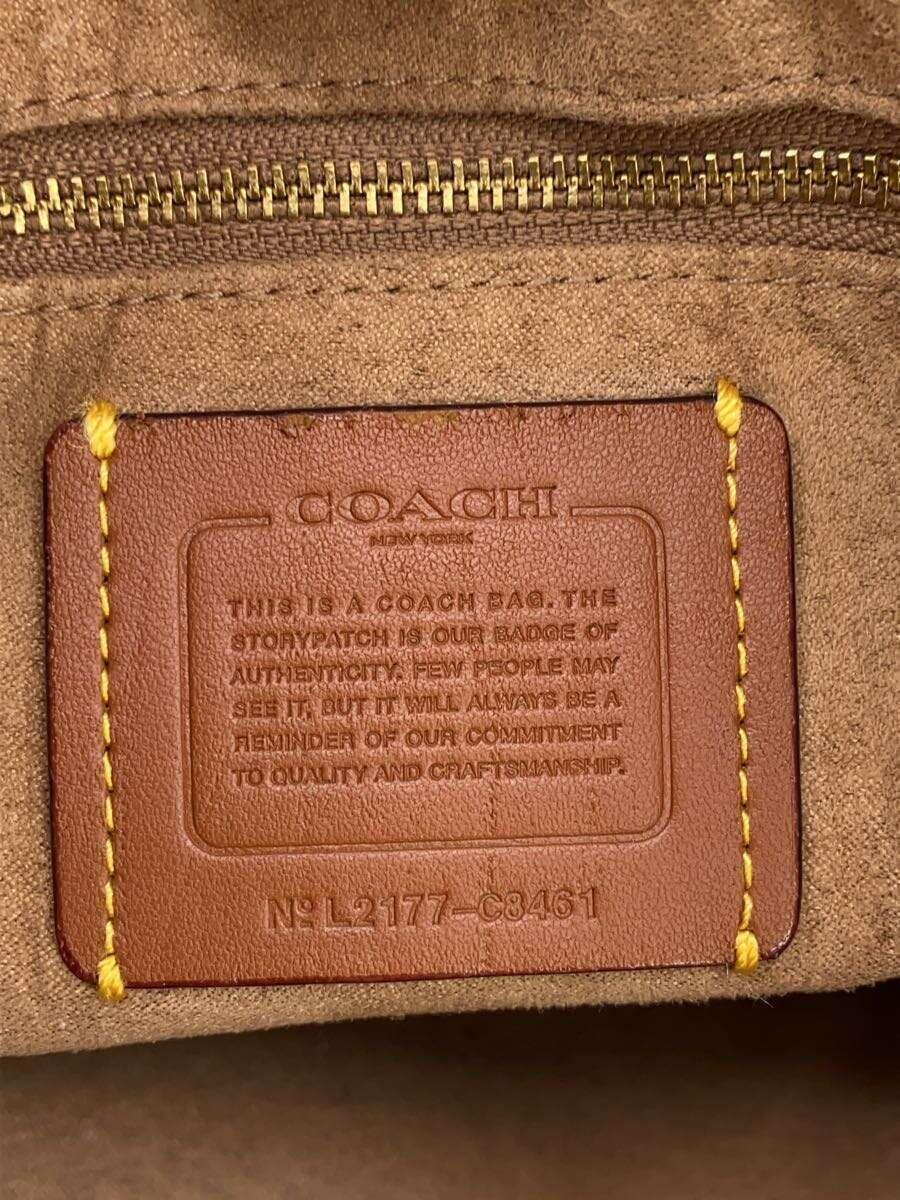 COACH
NEW YORK
THIS IS A COACH BAG. THE
STORYPATCH IS OUR BADGE OF
AUTHENTICITY. FEW PEOPLE MAY
SEE IT, BUT IT WILL ALWAYS BE A
REMINDER OF OUR COMMITMENT
TO QUALITY AND CRAFTSMANSHIP.
Nº L2177-C8461